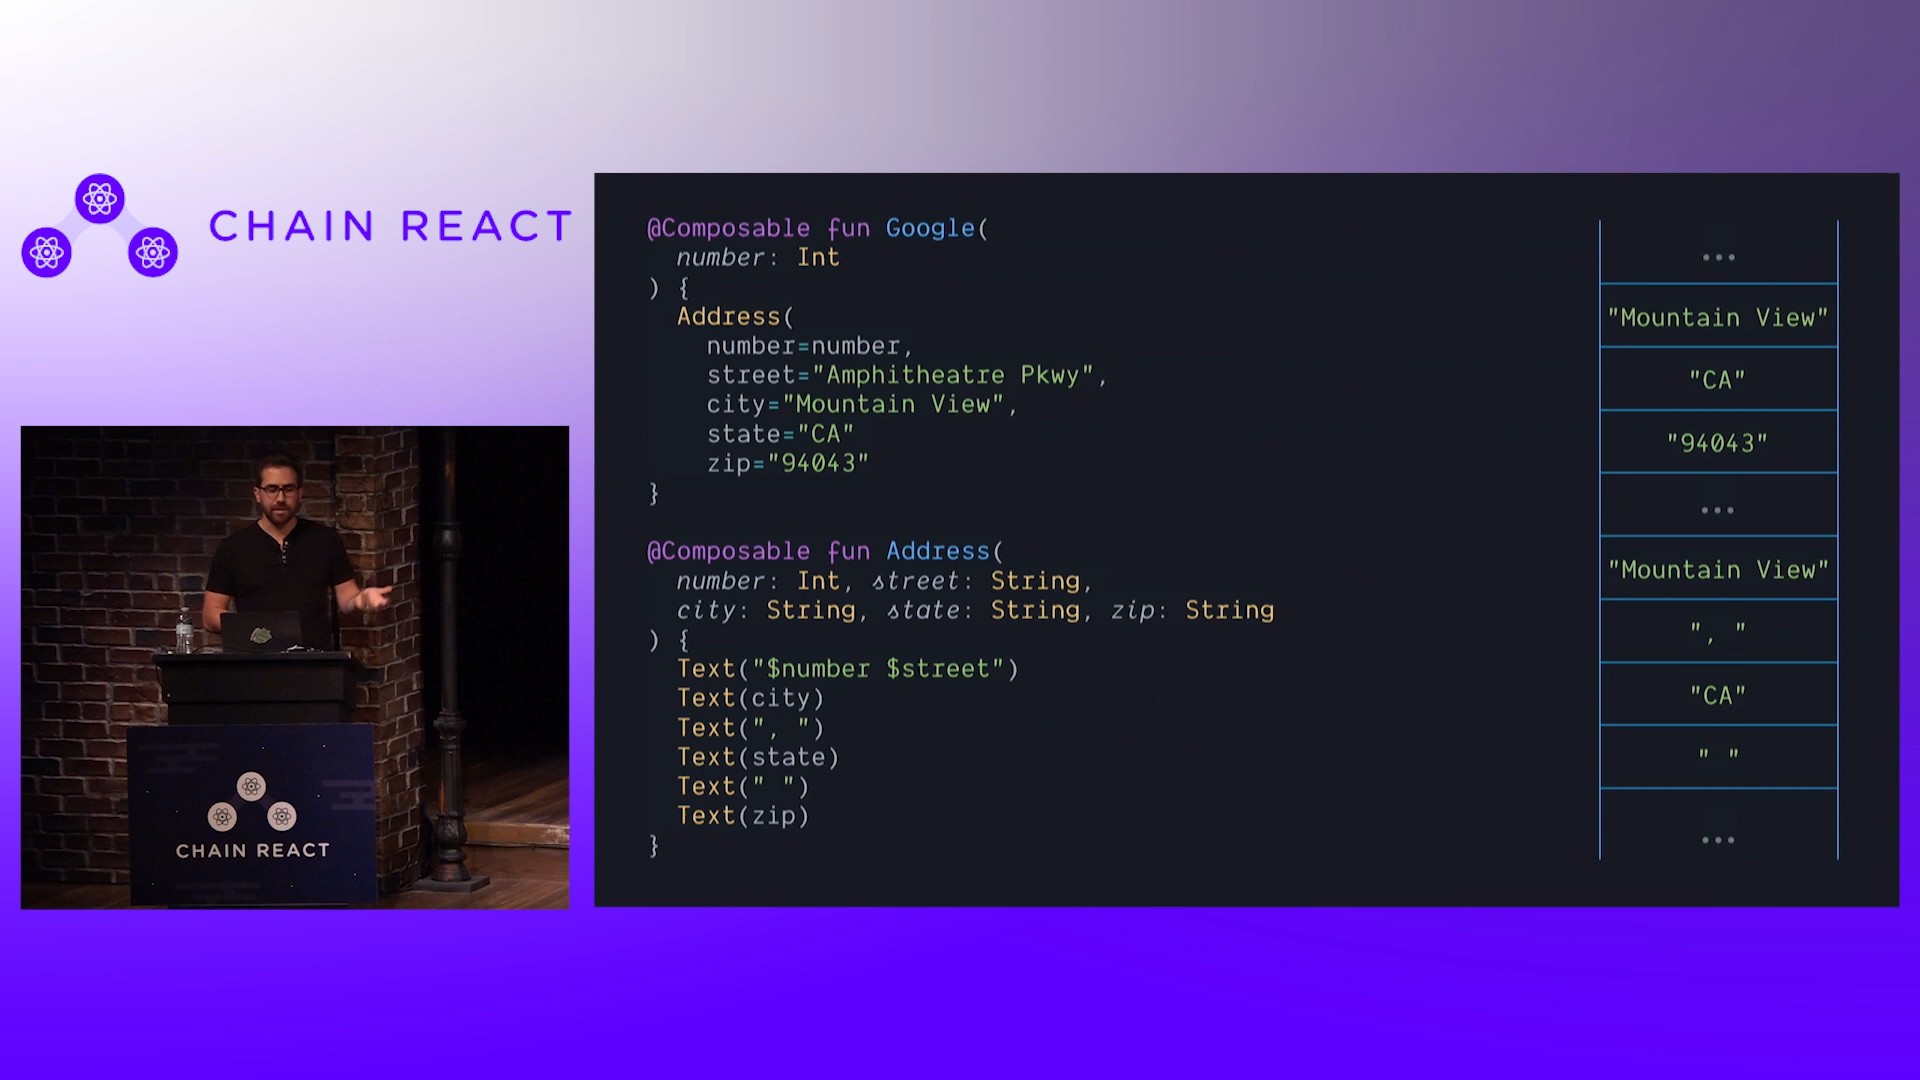 CHAIN REACT
@Composable fun Google(
number: Int
) {
Address(
number=number,
street="Amphitheatre Pkwy",
city="Mountain View",
state="CA"
zip="94043"
}
@Composable fun Address(
number: Int, street: String,
city: String, state: String, zip: String
) {
Text("$number $street")
Text(city)
Text(", ")
Text(state)
Text(" ")
Text(zip)
}
...
"Mountain View"
"CA"
"94043"
...
"Mountain View"
", "
"CA"
" "
...
CHAIN REACT